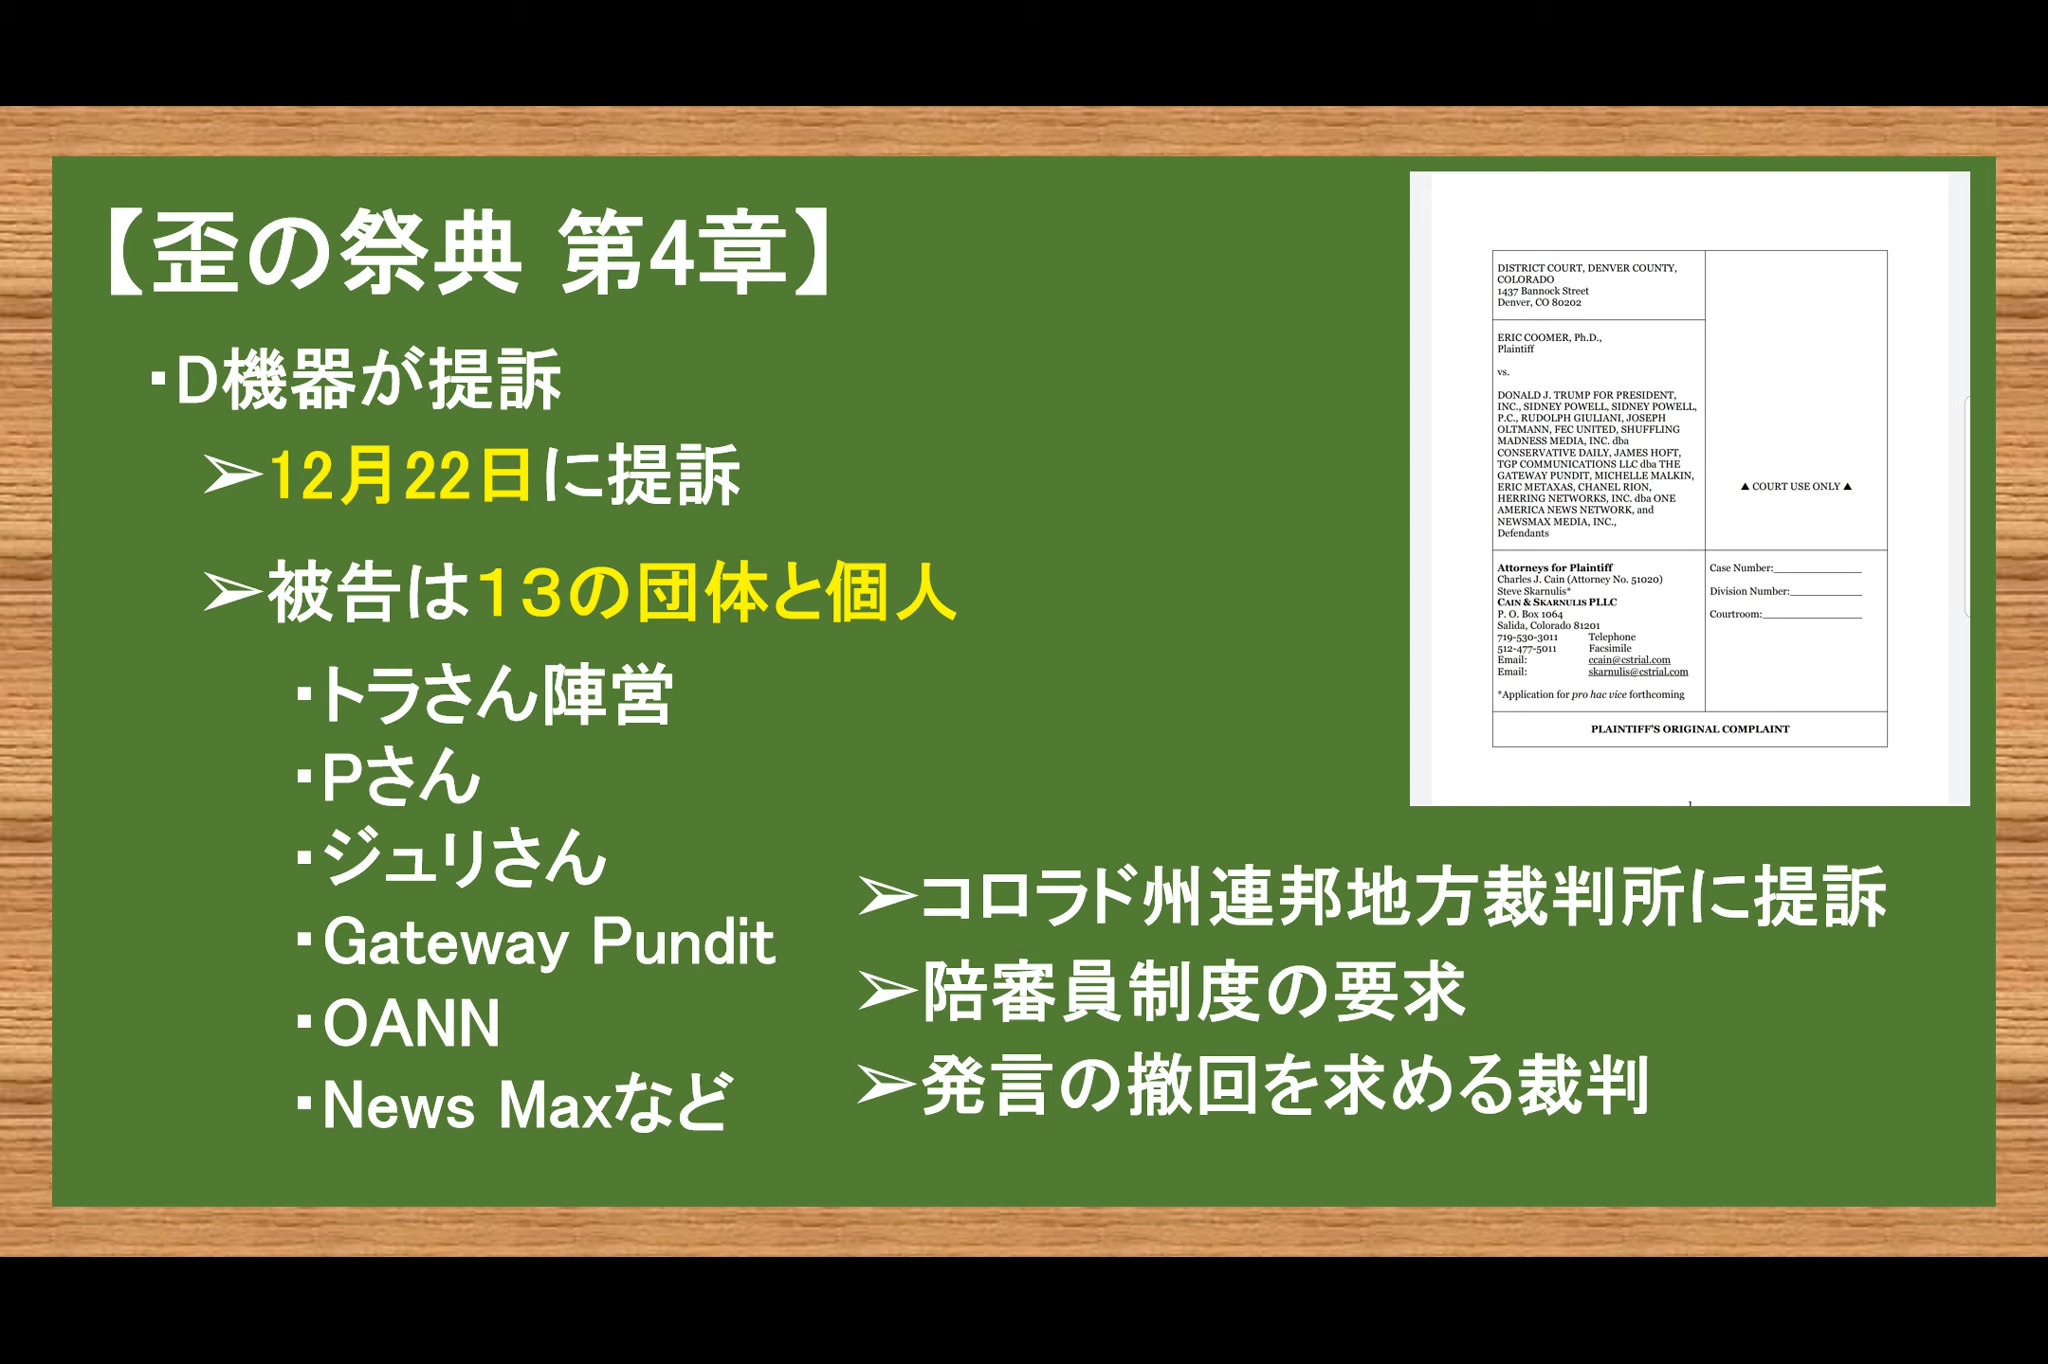 【歪の祭典 第4章】
・D機器が提訴
➢12月22日に提訴
➢被告は１３の団体と個人
・トラさん陣営
・Pさん
・ジュリさん
・Gateway Pundit
・OANN
・News Maxなど
➢コロラド州連邦地方裁判所に提訴
➢陪審員制度の要求
➢発言の撤回を求める裁判
DISTRICT COURT, DENVER COUNTY,
COLORADO
1437 Bannock Street
Denver, CO 80202
ERIC COOMER, Ph.D.,
Plaintiff
vs.
DONALD J. TRUMP FOR PRESIDENT,
INC., SIDNEY POWELL, SIDNEY POWELL,
P.C., RUDOLPH GIULIANI, JOSEPH
OLTMANN, FEC UNITED, SHUFFLING
MADNESS MEDIA, INC. dba
CONSERVATIVE DAILY, JAMES HOFT,
TGP COMMUNICATIONS LLC dba THE
GATEWAY PUNDIT, MICHELLE MALKIN,
ERIC METAXAS, CHANEL RION,
HERRING NETWORKS, INC. dba ONE
AMERICA NEWS NETWORK, and
NEWSMAX MEDIA, INC.,
Defendants
▲ COURT USE ONLY ▲
Attorneys for Plaintiff
Charles J. Cain (Attorney No. 51020)
Steve Skarnulis*
CAIN & SKARNULIS PLLC
P. O. Box 1064
Salida, Colorado 81201
719-530-3011 Telephone
512-477-5011 Facsimile
Email: ccain@cstrial.com
Email: skarnulis@cstrial.com
*Application for pro hac vice forthcoming
Case Number:
Division Number:
Courtroom:
PLAINTIFF'S ORIGINAL COMPLAINT
1